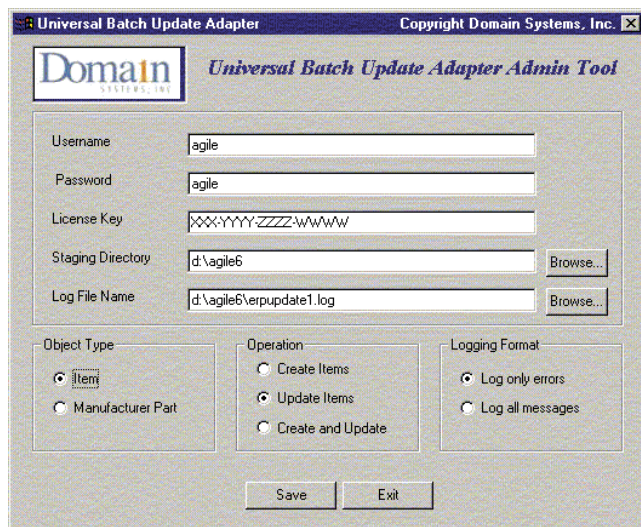 Universal Batch Update Adapter Copyright Domain Systems, Inc.
Domain
SYSTEMS, INC
Universal Batch Update Adapter Admin Tool
Username agile
Password agile
License Key XXX-YYYY-ZZZZ-WWWW
Staging Directory d:\agile6 Browse...
Log File Name d:\agile6\erpupdate1.log Browse...
Object Type Operation Logging Format
Create Items
Item Log only errors
Update Items
Manufacturer Part Log all messages
Create and Update
Save Exit